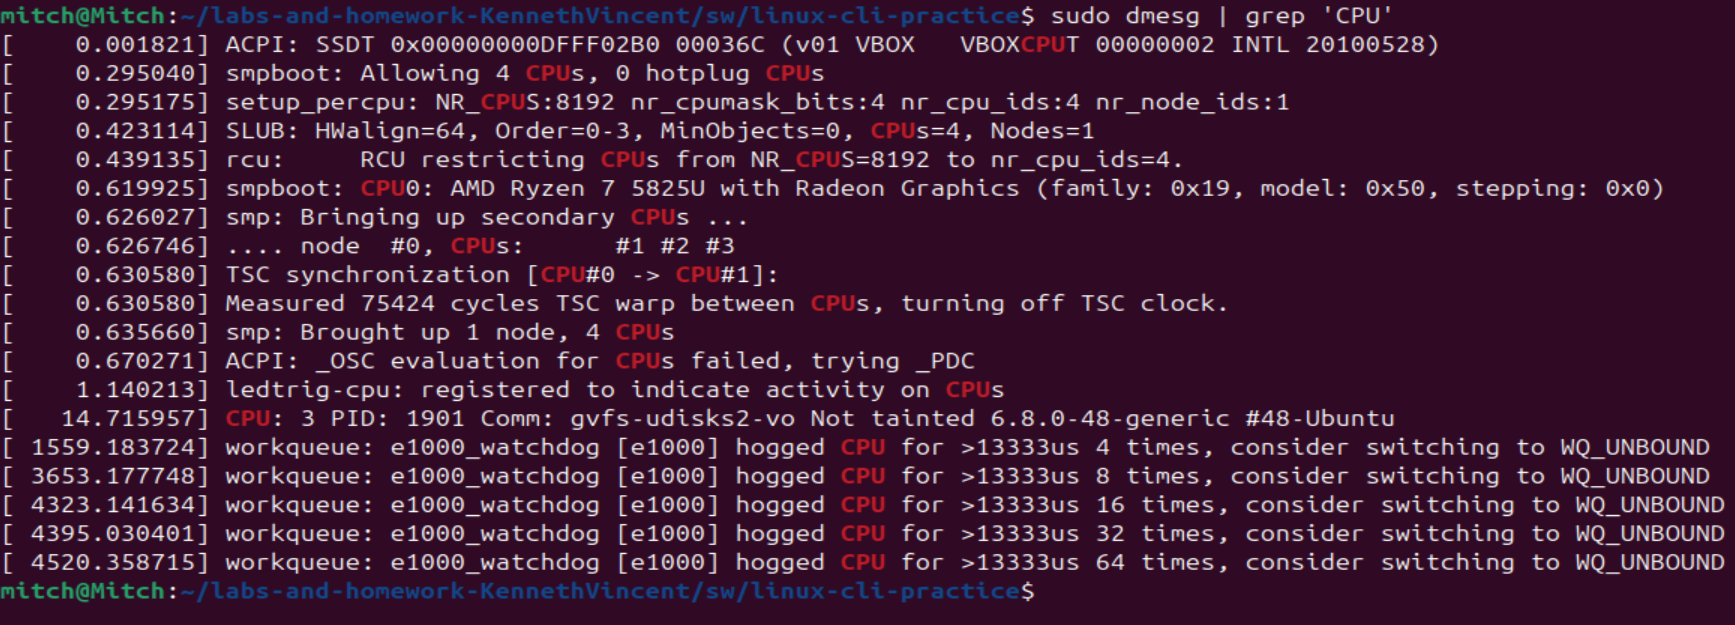 mitch@Mitch:~/labs-and-homework-KennethVincent/sw/linux-cli-practice$ sudo dmesg | grep 'CPU'
[    0.001821] ACPI: SSDT 0x00000000DFFF02B0 00036C (v01 VBOX   VBOXCPUT 00000002 INTL 20100528)
[    0.295040] smpboot: Allowing 4 CPUs, 0 hotplug CPUs
[    0.295175] setup_percpu: NR_CPUS:8192 nr_cpumask_bits:4 nr_cpu_ids:4 nr_node_ids:1
[    0.423114] SLUB: HWalign=64, Order=0-3, MinObjects=0, CPUs=4, Nodes=1
[    0.439135] rcu:     RCU restricting CPUs from NR_CPUS=8192 to nr_cpu_ids=4.
[    0.619925] smpboot: CPU0: AMD Ryzen 7 5825U with Radeon Graphics (family: 0x19, model: 0x50, stepping: 0x0)
[    0.626027] smp: Bringing up secondary CPUs ...
[    0.626746] .... node  #0, CPUs:      #1 #2 #3
[    0.630580] TSC synchronization [CPU#0 -> CPU#1]:
[    0.630580] Measured 75424 cycles TSC warp between CPUs, turning off TSC clock.
[    0.635660] smp: Brought up 1 node, 4 CPUs
[    0.670271] ACPI: _OSC evaluation for CPUs failed, trying _PDC
[    1.140213] ledtrig-cpu: registered to indicate activity on CPUs
[   14.715957] CPU: 3 PID: 1901 Comm: gvfs-udisks2-vo Not tainted 6.8.0-48-generic #48-Ubuntu
[ 1559.183724] workqueue: e1000_watchdog [e1000] hogged CPU for >13333us 4 times, consider switching to WQ_UNBOUND
[ 3653.177748] workqueue: e1000_watchdog [e1000] hogged CPU for >13333us 8 times, consider switching to WQ_UNBOUND
[ 4323.141634] workqueue: e1000_watchdog [e1000] hogged CPU for >13333us 16 times, consider switching to WQ_UNBOUND
[ 4395.030401] workqueue: e1000_watchdog [e1000] hogged CPU for >13333us 32 times, consider switching to WQ_UNBOUND
[ 4520.358715] workqueue: e1000_watchdog [e1000] hogged CPU for >13333us 64 times, consider switching to WQ_UNBOUND
mitch@Mitch:~/labs-and-homework-KennethVincent/sw/linux-cli-practice$